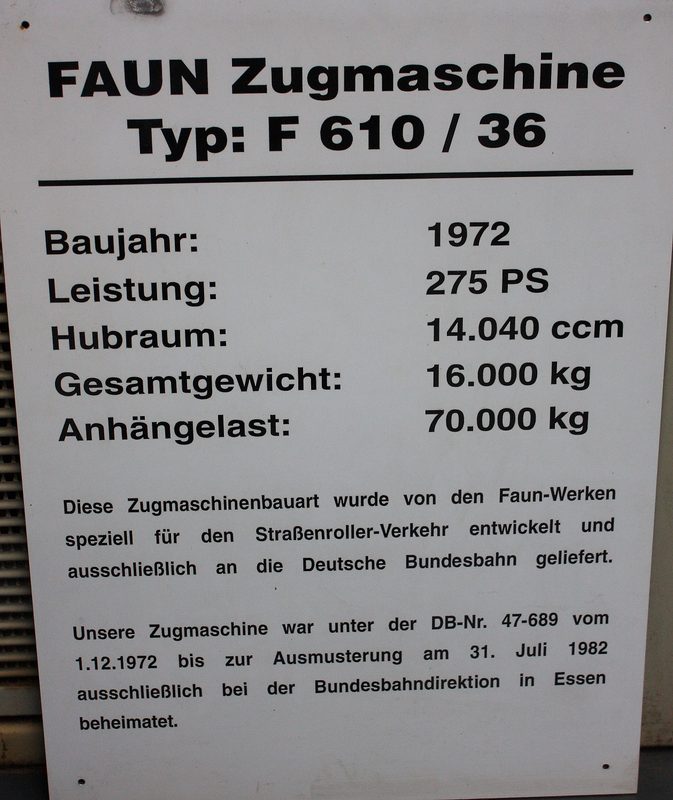 FAUN Zugmaschine
Typ: F 610 / 36
Baujahr: 1972
Leistung: 275 PS
Hubraum: 14.040 ccm
Gesamtgewicht: 16.000 kg
Anhängelast: 70.000 kg
Diese Zugmaschinenbauart wurde von den Faun-Werken
speziell für den Straßenroller-Verkehr entwickelt und
ausschließlich an die Deutsche Bundesbahn geliefert.
Unsere Zugmaschine war unter der DB-Nr. 47-689 vom
1.12.1972 bis zur Ausmusterung am 31. Juli 1982
ausschließlich bei der Bundesbahndirektion in Essen
beheimatet.